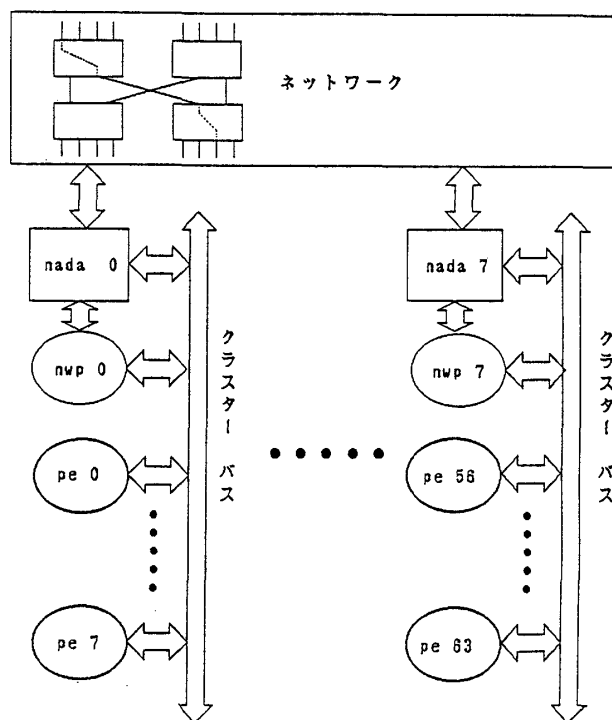 ネットワーク
nada 0
nada 7
nwp 0
nwp 7
クラスター バス
クラスター バス
pe 0
pe 56
pe 7
pe 63